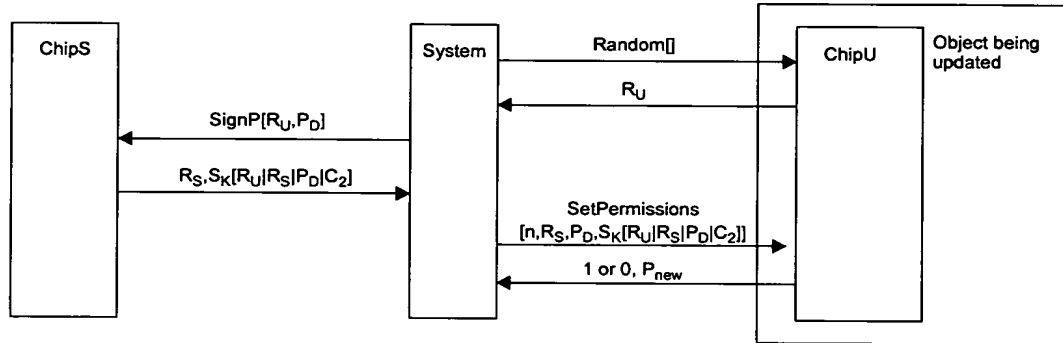 ChipS
System
ChipU
Object being
updated
Random[]
R_U
SignP[R_U,P_D]
R_S,S_K[R_U|R_S|P_D|C_2]
SetPermissions
[n,R_S,P_D,S_K[R_U|R_S|P_D|C_2]]
1 or 0, P_new